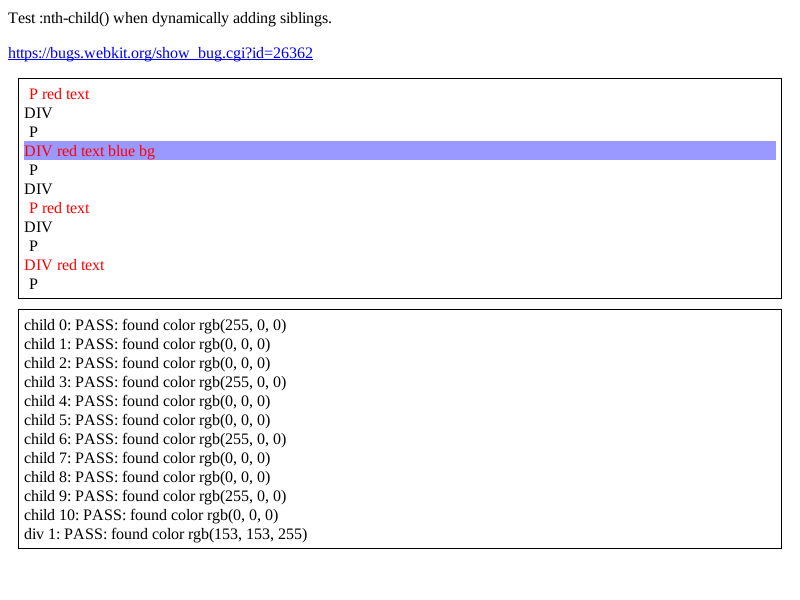 Test :nth-child() when dynamically adding siblings.
https://bugs.webkit.org/show_bug.cgi?id=26362
P red text
DIV
P
DIV red text blue bg
P
DIV
P red text
DIV
P
DIV red text
P
child 0: PASS: found color rgb(255, 0, 0)
child 1: PASS: found color rgb(0, 0, 0)
child 2: PASS: found color rgb(0, 0, 0)
child 3: PASS: found color rgb(255, 0, 0)
child 4: PASS: found color rgb(0, 0, 0)
child 5: PASS: found color rgb(0, 0, 0)
child 6: PASS: found color rgb(255, 0, 0)
child 7: PASS: found color rgb(0, 0, 0)
child 8: PASS: found color rgb(0, 0, 0)
child 9: PASS: found color rgb(255, 0, 0)
child 10: PASS: found color rgb(0, 0, 0)
div 1: PASS: found color rgb(153, 153, 255)